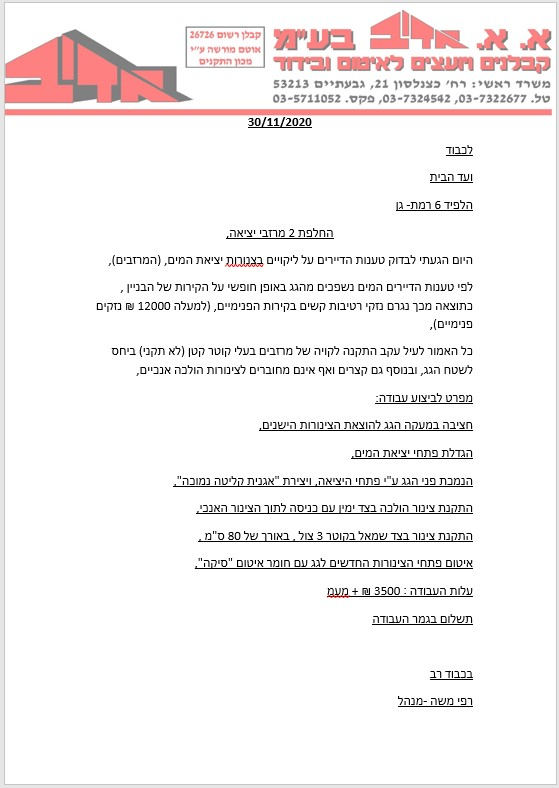 א. א. אדיב בע״מ
קבלנים ויועצים לאיטום ובידוד
משרד ראשי: רח׳ כצנלסון 21, גבעתיים 53213
טל. 03-7322677, 03-7324542, פקס. 03-5711052
קבלן רשום 26726
אוטם מורשה ע״י
מכון התקנים
אדיב
30/11/2020
לכבוד
ועד הבית
הלפיד 6 רמת- גן
החלפת 2 מרזבי יציאה,
היום הגעתי לבדוק טענות הדיירים על ליקויים בצנורות יציאת המים, (המרזבים),
לפי טענות הדיירים המים נשפכים מהגג באופן חופשי על הקירות של הבניין ,
כתוצאה מכך נגרם נזקי רטיבות קשים בקירות הפנימיים, (למעלה 12000 ₪ נזקים
פנימיים),
כל האמור לעיל עקב התקנה לקויה של מרזבים בעלי קוטר קטן (לא תקני) ביחס
לשטח הגג, ובנוסף גם קצרים ואף אינם מחוברים לצינורות הולכה אנכיים,
מפרט לביצוע עבודה:
חציבה במעקה הגג להוצאת הצינורות הישנים,
הגדלת פתחי יציאת המים,
הנמכת פני הגג ע"י פתחי היציאה, ויצירת "אגנית קליטה נמוכה",
התקנת צינור הולכה בצד ימין עם כניסה לתוך הצינור האנכי,
התקנת צינור בצד שמאל בקוטר 3 צול , באורך של 80 ס"מ ,
איטום פתחי הצינורות החדשים לגג עם חומר איטום "סיקה",
עלות העבודה : 3500 ₪ + מעמ
תשלום בגמר העבודה
בכבוד רב
רפי משה -מנהל